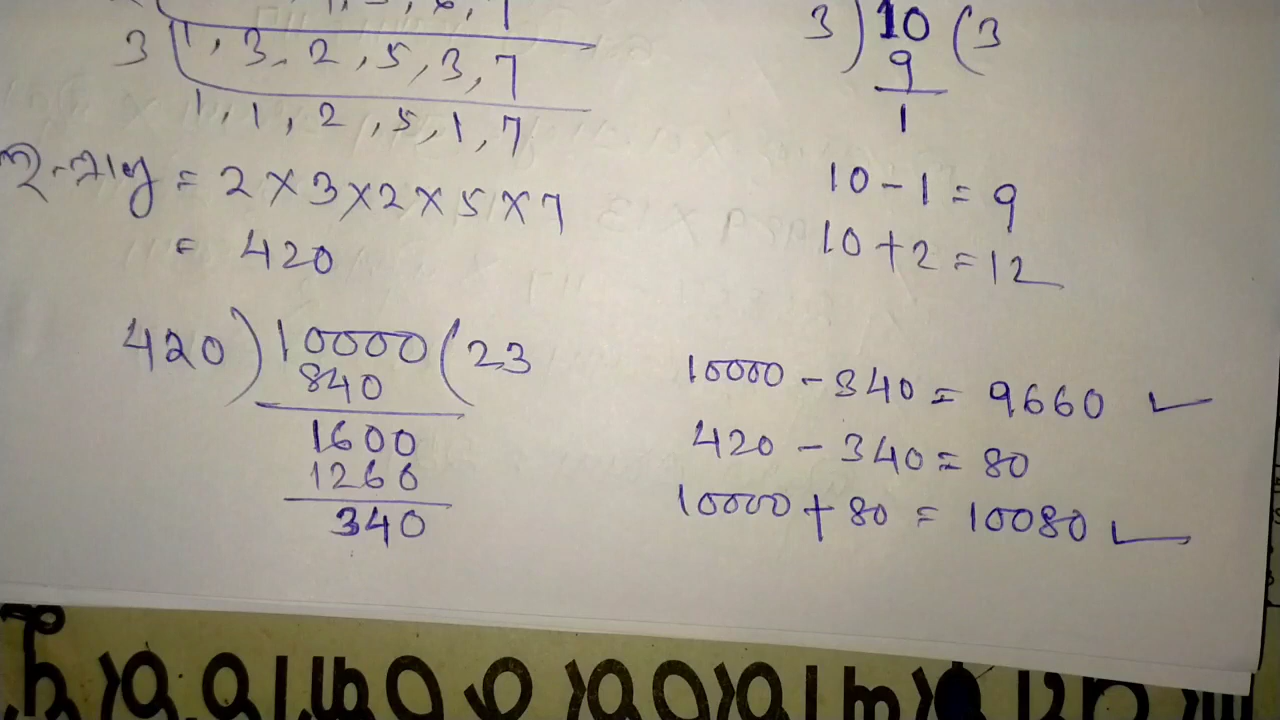 3 ) 1, 3, 2, 5, 3, 7
1, 1, 2, 5, 1, 7
= 2 × 3 × 2 × 5 × 7
= 420
420 ) 10000 ( 23
840
1600
1260
340
3 ) 10 ( 3
9
1
10 - 1 = 9
10 + 2 = 12
10000 - 340 = 9660 ✓
420 - 340 = 80
10000 + 80 = 10080 ✓